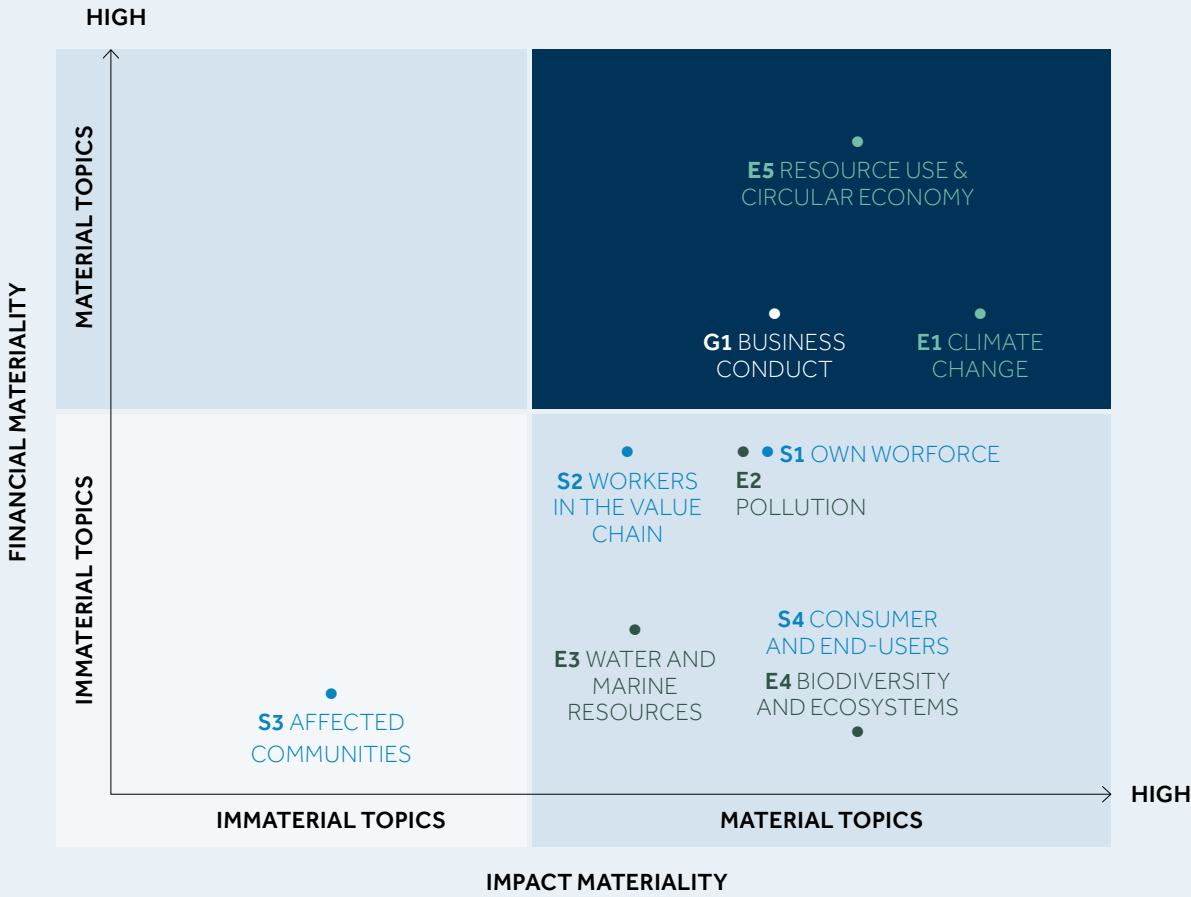 HIGH
MATERIAL TOPICS
E5 RESOURCE USE &
CIRCULAR ECONOMY
G1 BUSINESS
CONDUCT
E1 CLIMATE
CHANGE
FINANCIAL MATERIALITY
IMMATERIAL TOPICS
S2 WORKERS
IN THE VALUE
CHAIN
S1 OWN WORFORCE
E2
POLLUTION
S4 CONSUMER
AND END-USERS
E3 WATER AND
MARINE
RESOURCES
E4 BIODIVERSITY
AND ECOSYSTEMS
S3 AFFECTED
COMMUNITIES
HIGH
IMMATERIAL TOPICS
MATERIAL TOPICS
IMPACT MATERIALITY